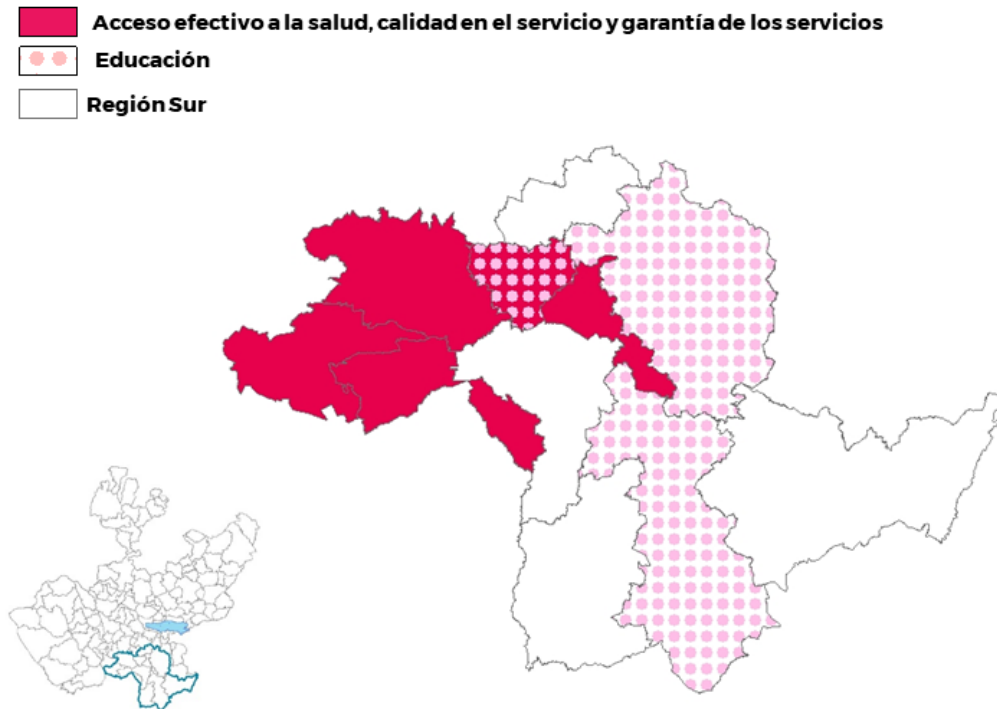 Acceso efectivo a la salud, calidad en el servicio y garantía de los servicios
Educación
Región Sur